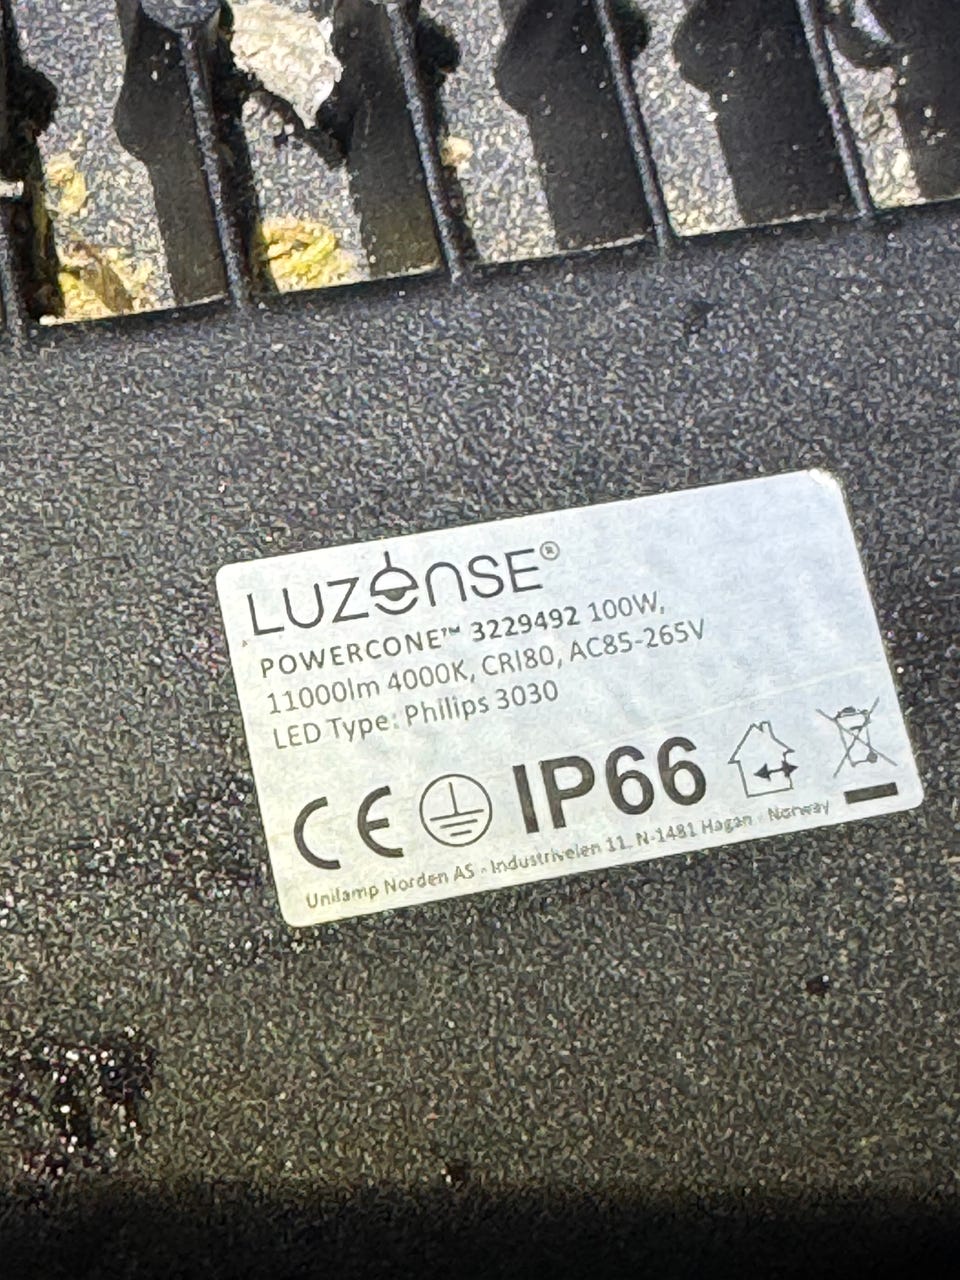 LUZENSE®
POWERCONE™ 3229492 100W,
11000lm 4000K, CRI80, AC85-265V
LED Type: Philips 3030
CE IP66
Unilamp Norden AS - Industriveien 11, N-1481 Hagan - Norway